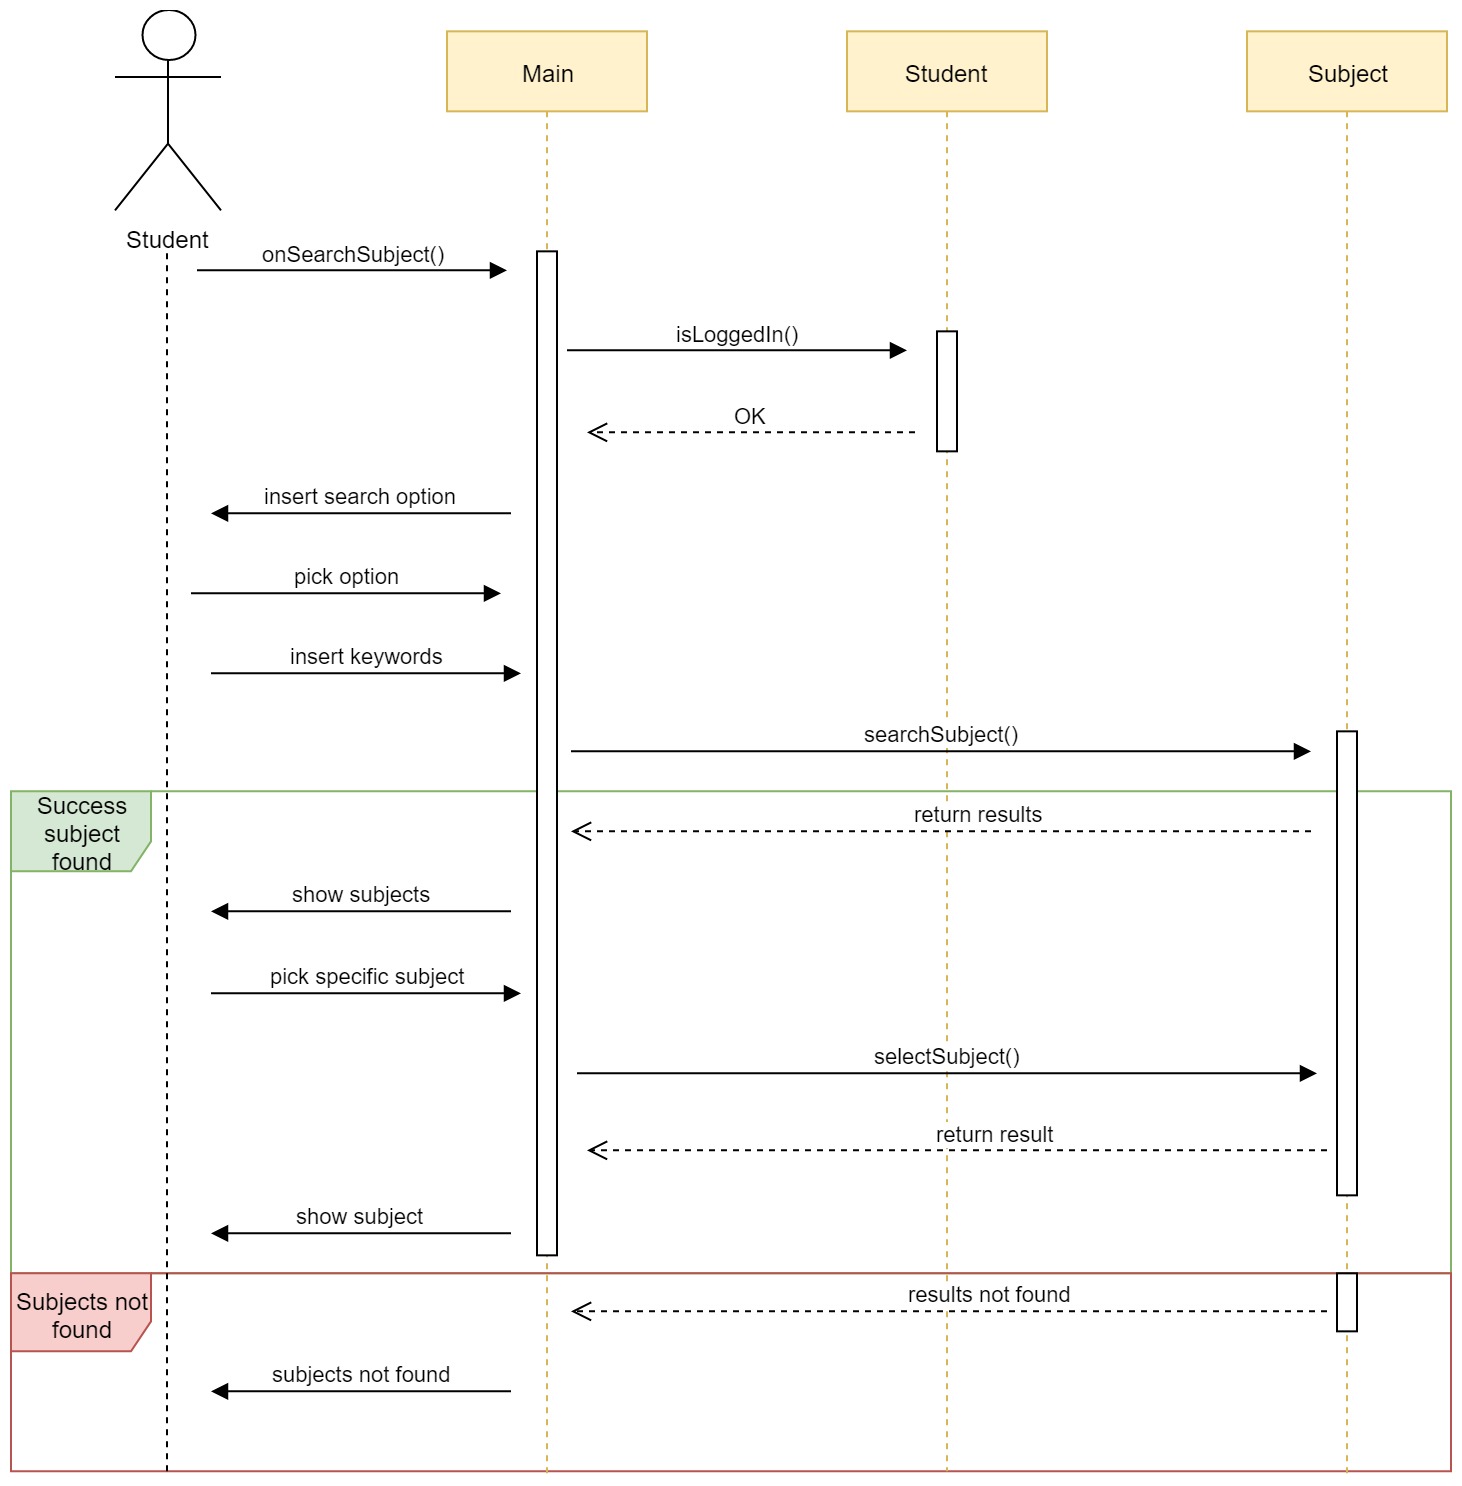 Main
Student
Subject
Student
onSearchSubject()
isLoggedIn()
OK
insert search option
pick option
insert keywords
searchSubject()
Success
subject
found
return results
show subjects
pick specific subject
selectSubject()
return result
show subject
Subjects not
found
results not found
subjects not found